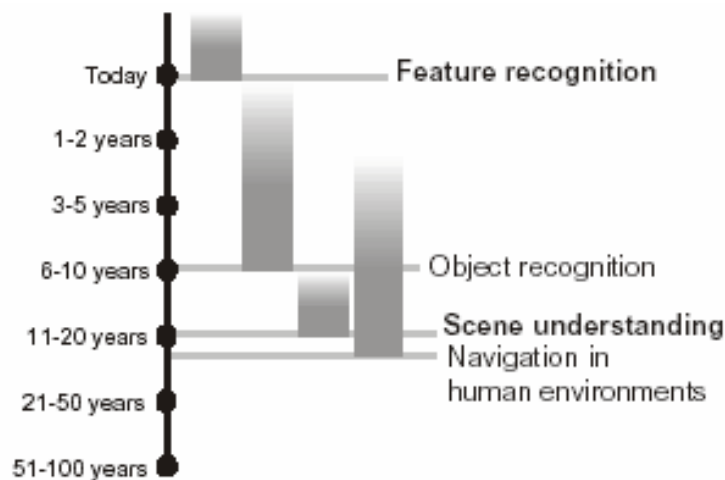 Today
Feature recognition
1-2 years
3-5 years
6-10 years
Object recognition
11-20 years
Scene understanding
Navigation in
human environments
21-50 years
51-100 years